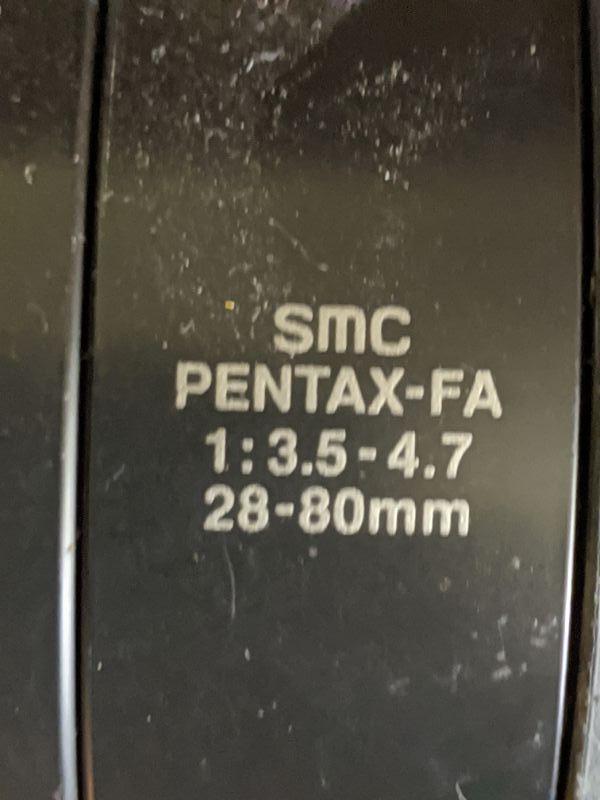 smc
PENTAX-FA
1:3.5-4.7
28-80mm